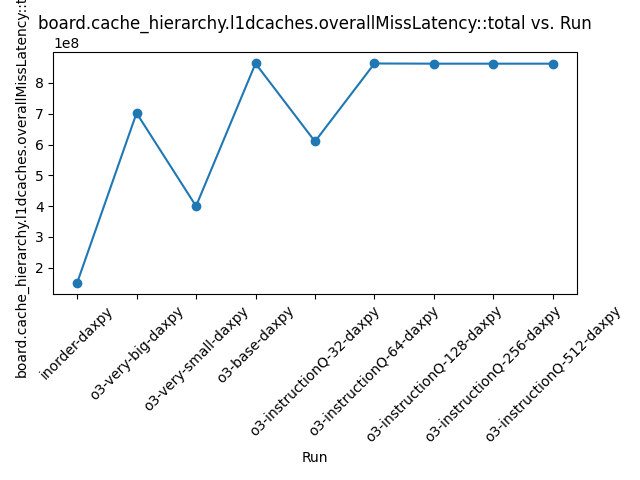 board.cache_hierarchy.l1dcaches.overallMissLatency::total vs. Run
1e8
board.cache_hierarchy.l1dcaches.overallMissLatency::t
8
7
6
5
4
3
2
inorder-daxpy
o3-very-big-daxpy
o3-very-small-daxpy
o3-base-daxpy
o3-instructionQ-32-daxpy
o3-instructionQ-64-daxpy
o3-instructionQ-128-daxpy
o3-instructionQ-256-daxpy
o3-instructionQ-512-daxpy
Run